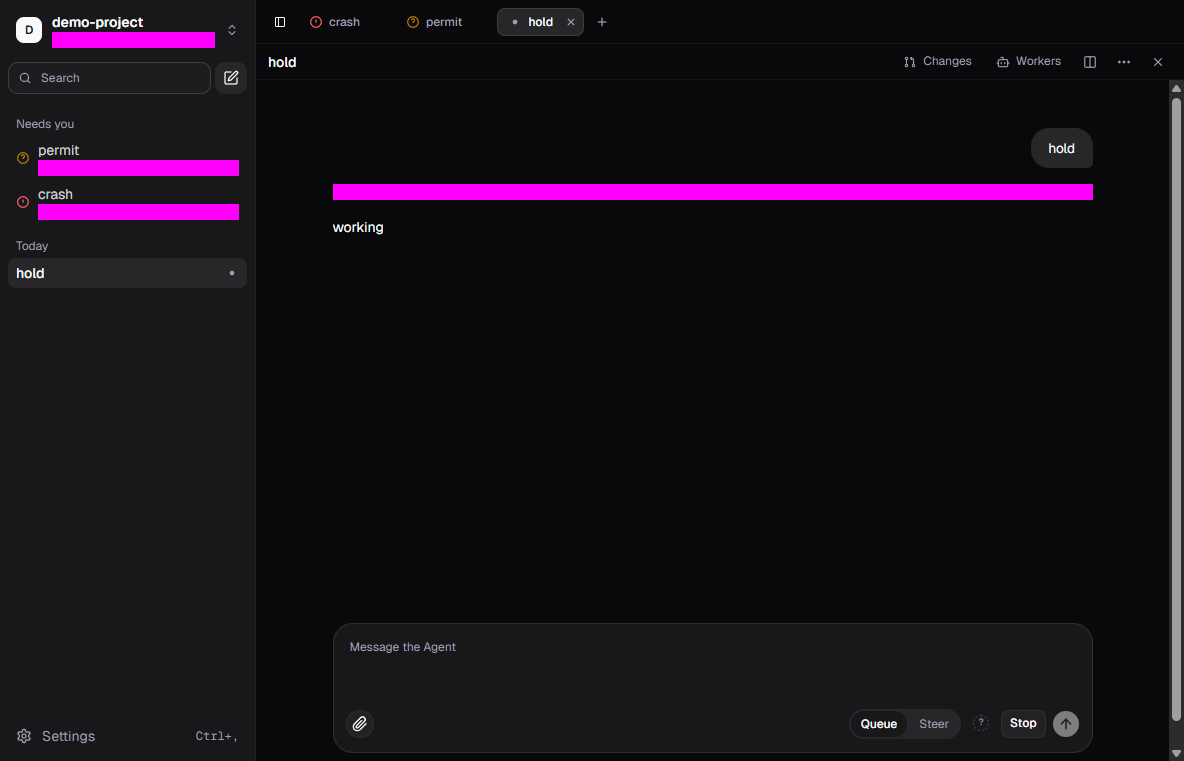 D
demo-project
Search
Needs you
permit
crash
Today
hold
Settings
Ctrl+,
crash
permit
hold
hold
Changes
Workers
hold
working
Message the Agent
Queue
Steer
?
Stop